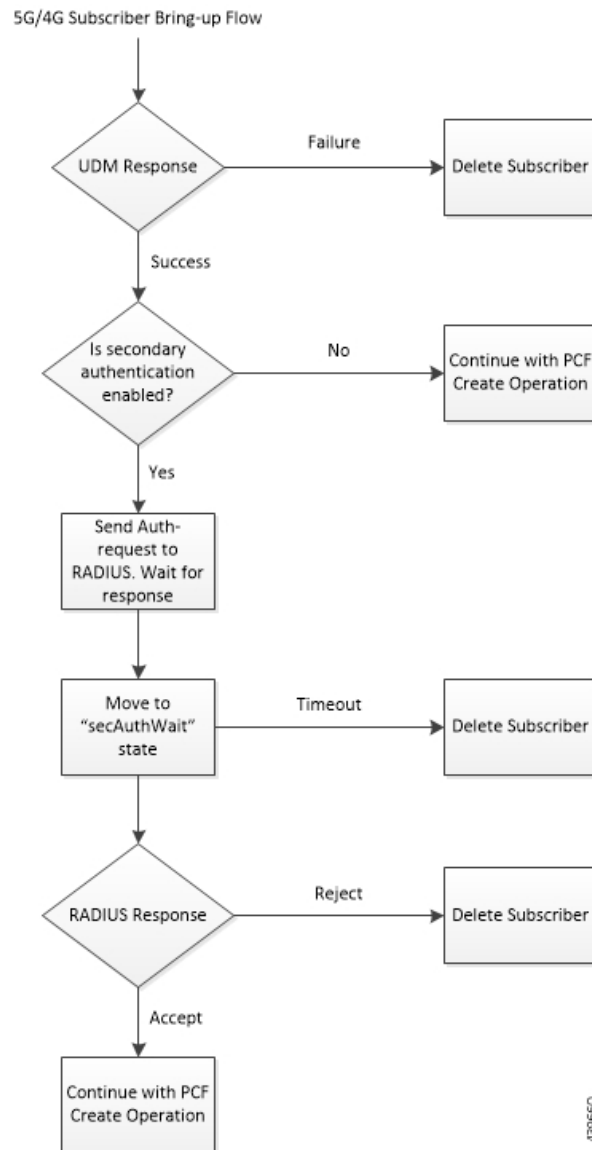 5G/4G Subscriber Bring-up Flow
UDM Response
Failure
Delete Subscriber
Success
Is secondary
authentication
enabled?
No
Continue with PCF
Create Operation
Yes
Send Auth-
request to
RADIUS. Wait for
response
Move to
“secAuthWait”
state
Timeout
Delete Subscriber
RADIUS Response
Reject
Delete Subscriber
Accept
Continue with PCF
Create Operation